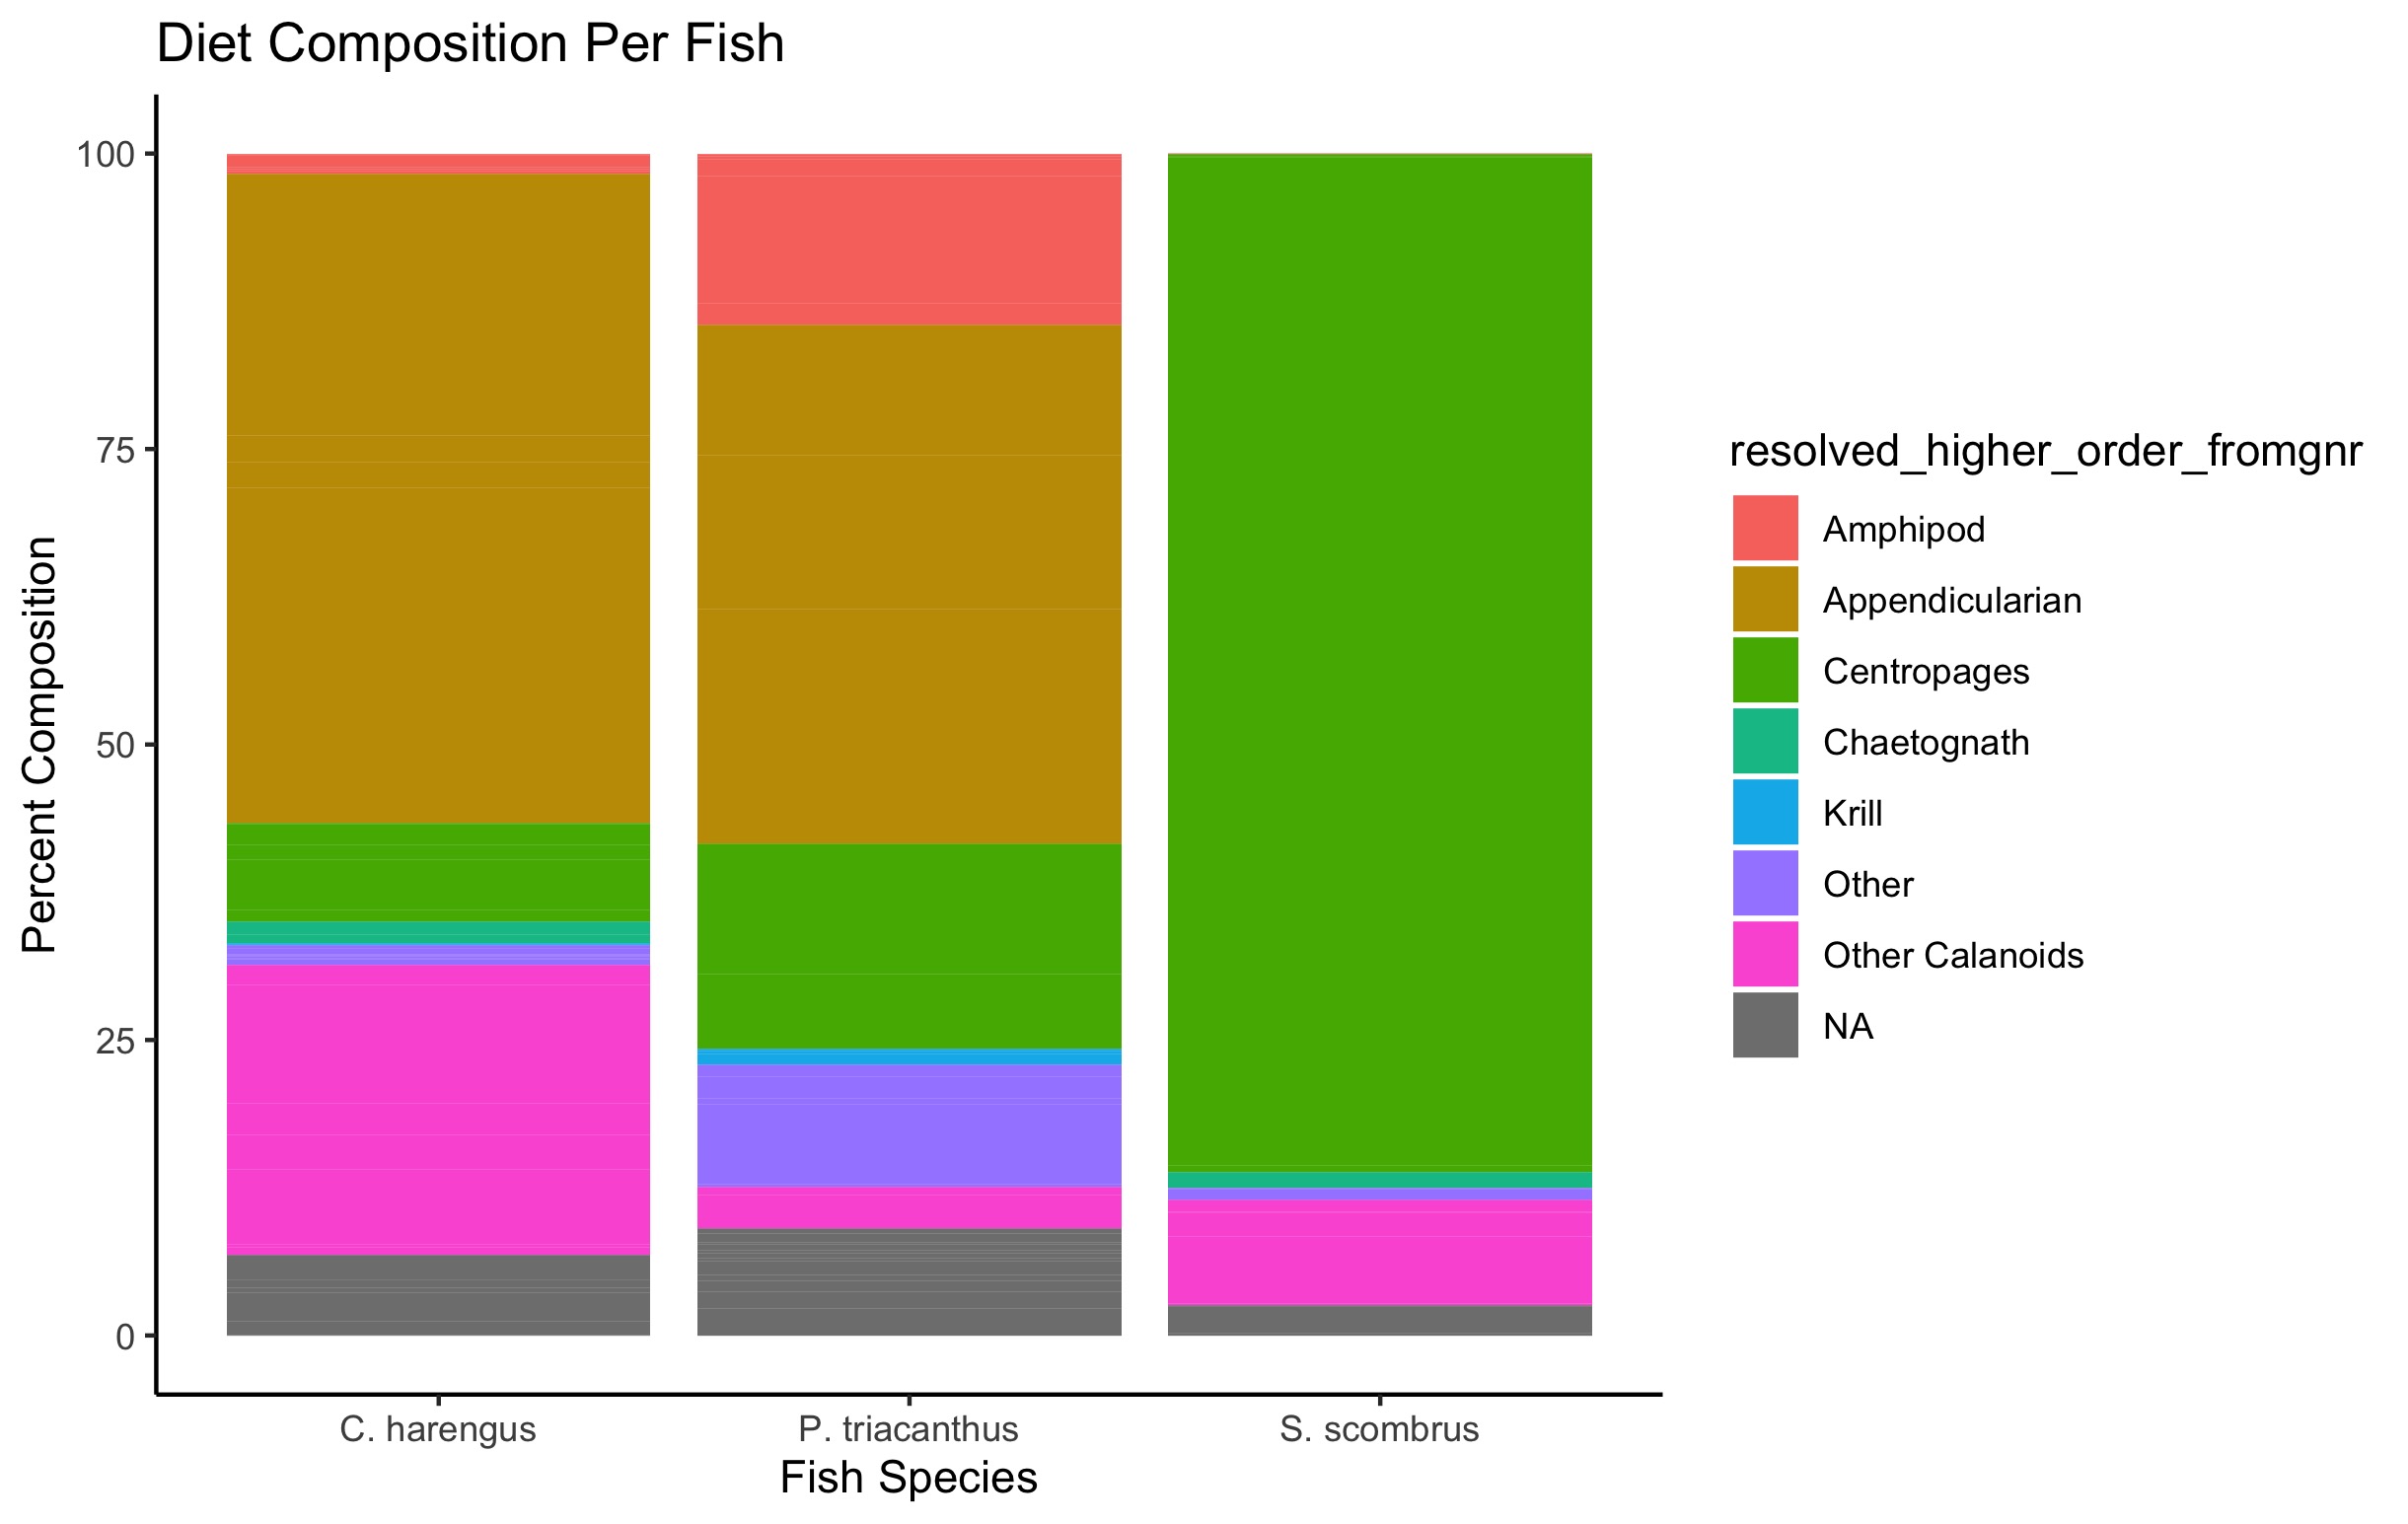 Diet Composition Per Fish
Percent Composition
100
75
50
25
0
C. harengus
P. triacanthus
S. scombrus
Fish Species
resolved_higher_order_fromgnr
Amphipod
Appendicularian
Centropages
Chaetognath
Krill
Other
Other Calanoids
NA